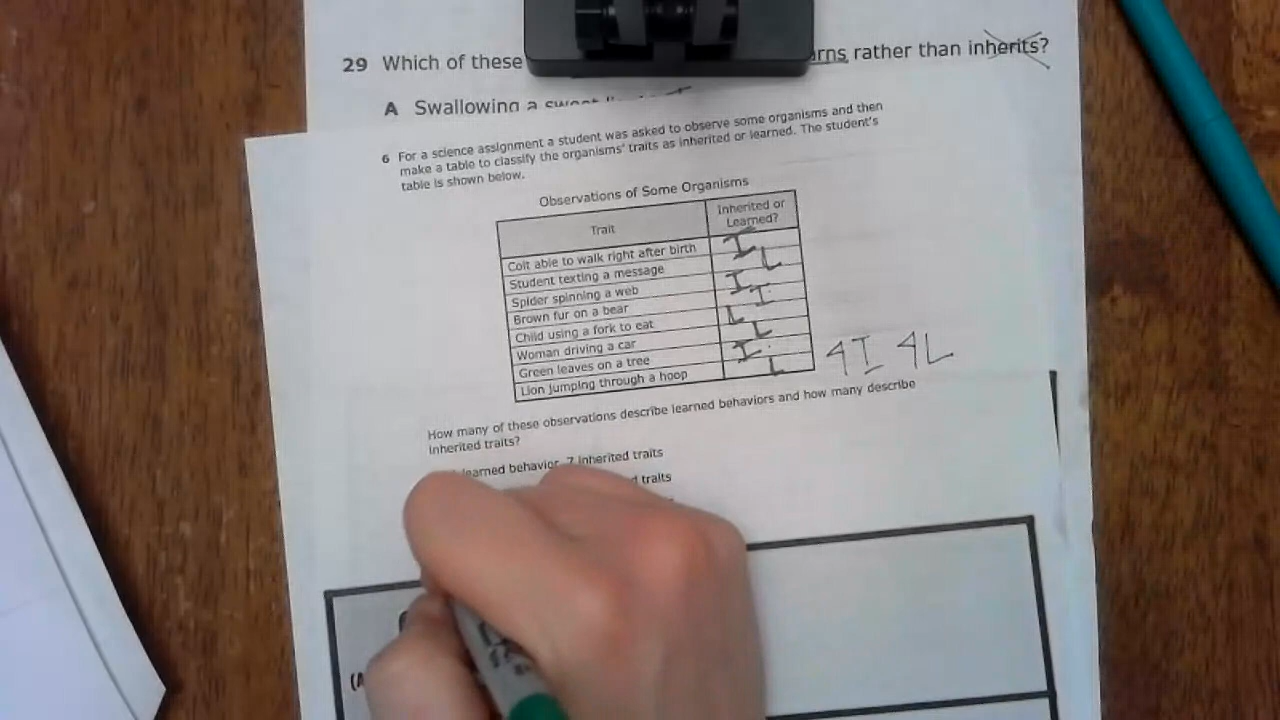 29 Which of these rns rather than inherits?
A Swallowing a sweet
6 For a science assignment a student was asked to observe some organisms and then
make a table to classify the organisms' traits as inherited or learned. The student's
table is shown below.
Observations of Some Organisms
Trait Inherited or Learned?
Colt able to walk right after birth I
Student texting a message L
Spider spinning a web I
Brown fur on a bear I
Child using a fork to eat L
Woman driving a car L
Green leaves on a tree I
Lion jumping through a hoop L
4I 4L
How many of these observations describe learned behaviors and how many describe
inherited traits?
learned behavior, 7 inherited traits
traits